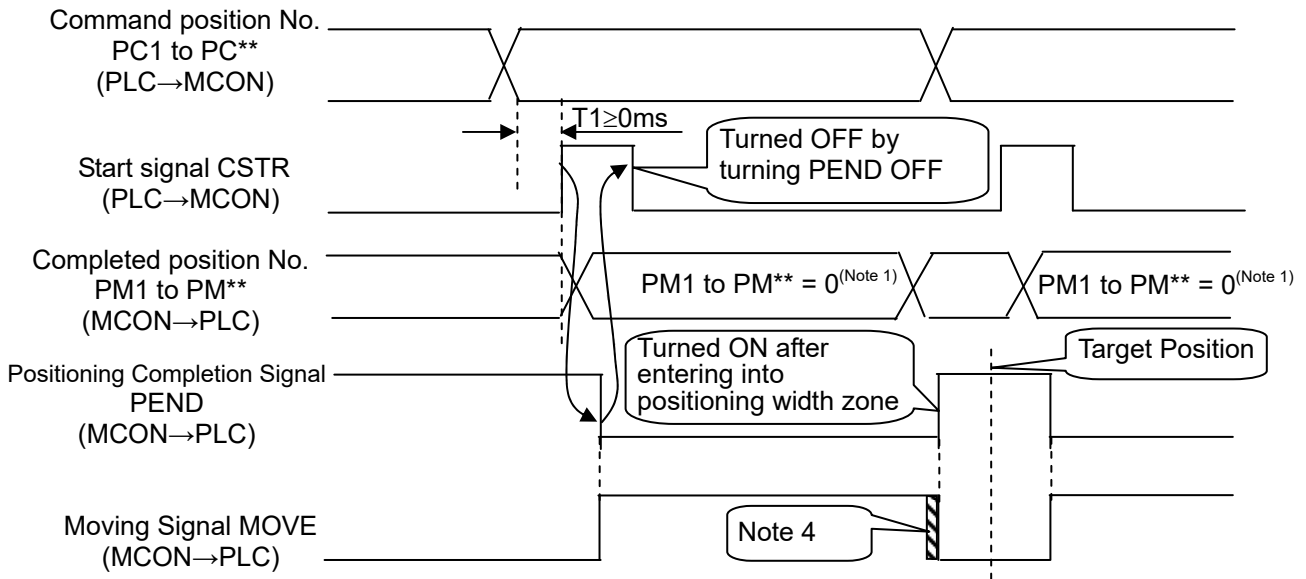 Command position No.
PC1 to PC**
(PLC→MCON)
T1≥0ms
Turned OFF by
turning PEND OFF
Start signal CSTR
(PLC→MCON)
Completed position No.
PM1 to PM**
(MCON→PLC)
PM1 to PM** = 0(Note 1)
PM1 to PM** = 0(Note 1)
Turned ON after
entering into
positioning width zone
Target Position
Positioning Completion Signal
PEND
(MCON→PLC)
Moving Signal MOVE
(MCON→PLC)
Note 4